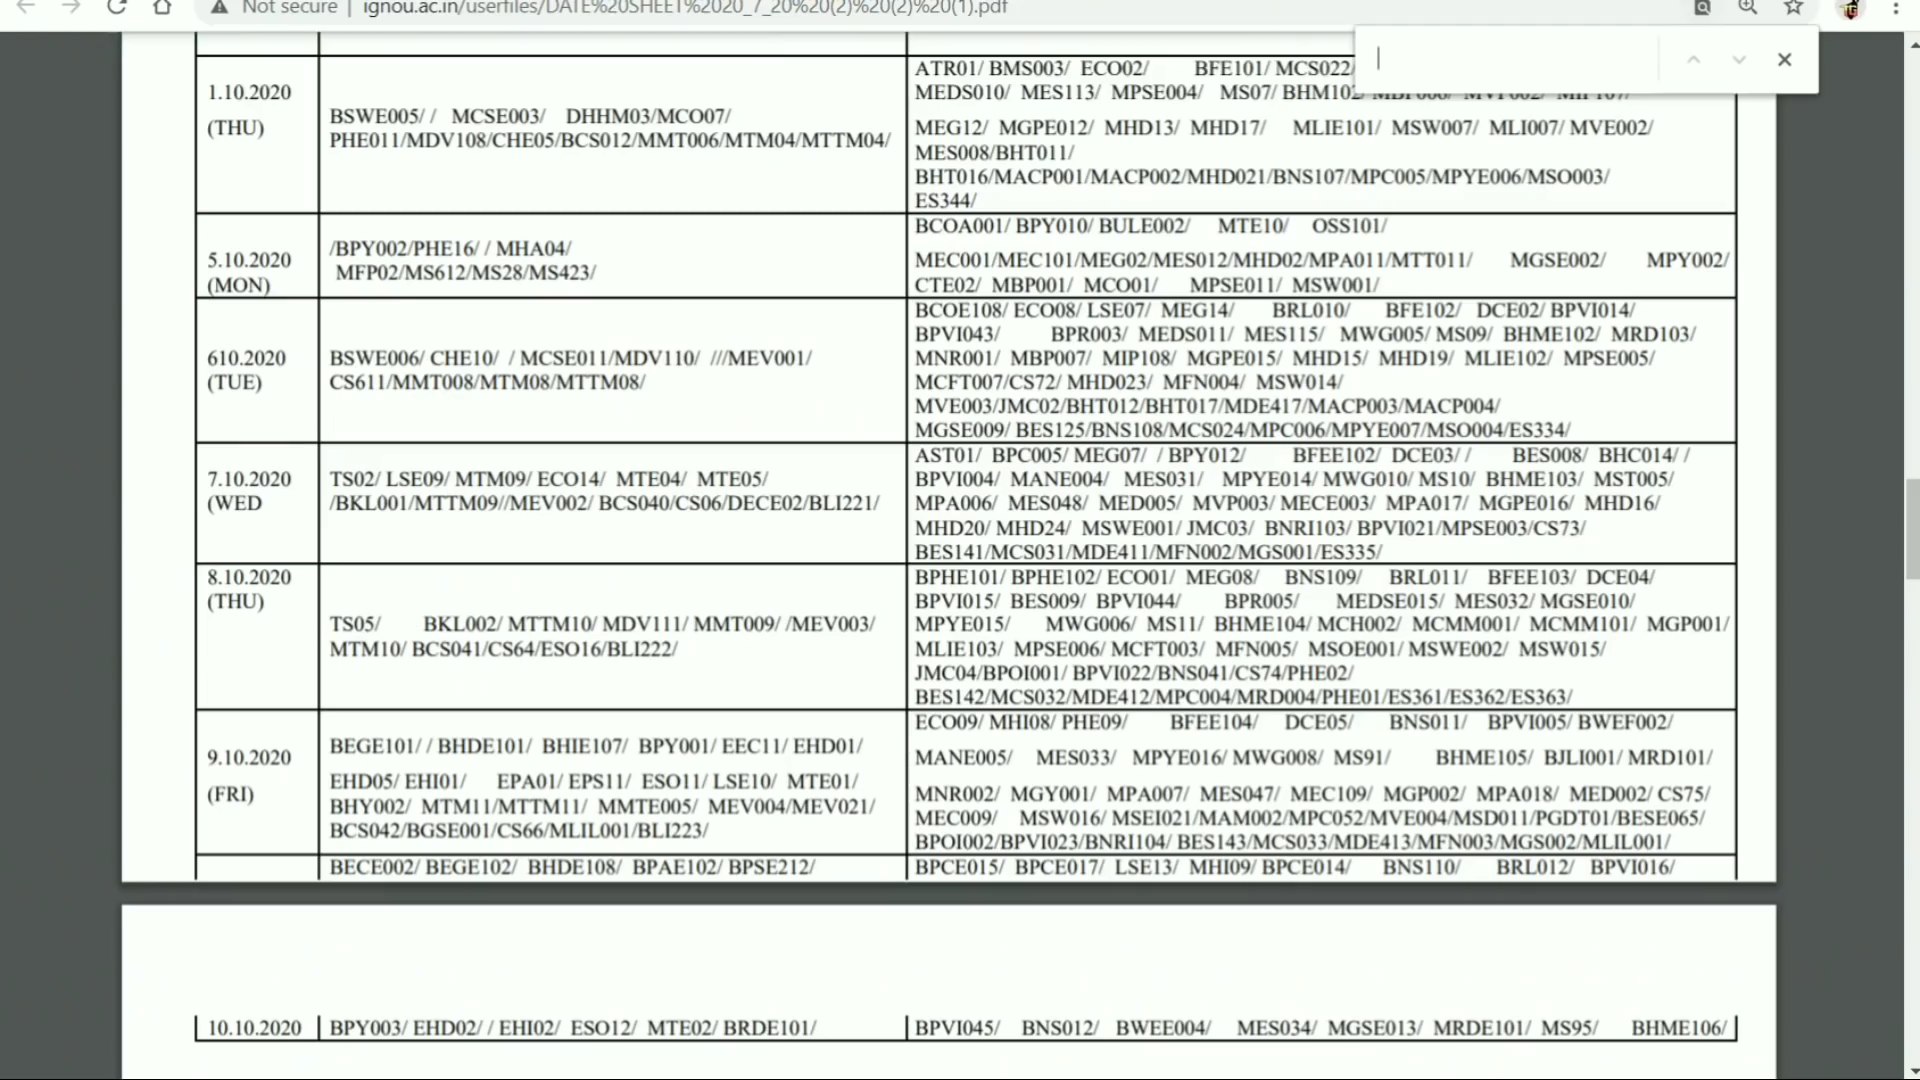 Not secure | ignou.ac.in/userfiles/DATE%20SHEET%2020_7_20%20(2)%20(2)%20(1).pdf
1.10.2020
(THU)
BSWE005/ / MCSE003/ DHHM03/MCO07/
PHE011/MDV108/CHE05/BCS012/MMT006/MTM04/MTTM04/
ATR01/ BMS003/ ECO02/ BFE101/ MCS022/
MEDS010/ MES113/ MPSE004/ MS07/ BHM102/
MEG12/ MGPE012/ MHD13/ MHD17/ MLIE101/ MSW007/ MLI007/ MVE002/
MES008/BHT011/
BHT016/MACP001/MACP002/MHD021/BNS107/MPC005/MPYE006/MSO003/
ES344/
5.10.2020
(MON)
/BPY002/PHE16/ / MHA04/
MFP02/MS612/MS28/MS423/
BCOA001/ BPY010/ BULE002/ MTE10/ OSS101/
MEC001/MEC101/MEG02/MES012/MHD02/MPA011/MTT011/ MGSE002/ MPY002/
CTE02/ MBP001/ MCO01/ MPSE011/ MSW001/
610.2020
(TUE)
BSWE006/ CHE10/ / MCSE011/MDV110/ ///MEV001/
CS611/MMT008/MTM08/MTTM08/
BCOE108/ ECO08/ LSE07/ MEG14/ BRL010/ BFE102/ DCE02/ BPVI014/
BPVI043/ BPR003/ MEDS011/ MES115/ MWG005/ MS09/ BHME102/ MRD103/
MNR001/ MBP007/ MIP108/ MGPE015/ MHD15/ MHD19/ MLIE102/ MPSE005/
MCFT007/CS72/ MHD023/ MFN004/ MSW014/
MVE003/JMC02/BHT012/BHT017/MDE417/MACP003/MACP004/
MGSE009/ BES125/BNS108/MCS024/MPC006/MPYE007/MSO004/ES334/
7.10.2020
(WED
TS02/ LSE09/ MTM09/ ECO14/ MTE04/ MTE05/
/BKL001/MTTM09//MEV002/ BCS040/CS06/DECE02/BLI221/
AST01/ BPC005/ MEG07/ / BPY012/ BFEE102/ DCE03/ / BES008/ BHC014/ /
BPVI004/ MANE004/ MES031/ MPYE014/ MWG010/ MS10/ BHME103/ MST005/
MPA006/ MES048/ MED005/ MVP003/ MECE003/ MPA017/ MGPE016/ MHD16/
MHD20/ MHD24/ MSWE001/ JMC03/ BNRI103/ BPVI021/MPSE003/CS73/
BES141/MCS031/MDE411/MFN002/MGS001/ES335/
8.10.2020
(THU)
TS05/ BKL002/ MTTM10/ MDV111/ MMT009/ /MEV003/
MTM10/ BCS041/CS64/ESO16/BLI222/
BPHE101/ BPHE102/ ECO01/ MEG08/ BNS109/ BRL011/ BFEE103/ DCE04/
BPVI015/ BES009/ BPVI044/ BPR005/ MEDSE015/ MES032/ MGSE010/
MPYE015/ MWG006/ MS11/ BHME104/ MCH002/ MCMM001/ MCMM101/ MGP001/
MLIE103/ MPSE006/ MCFT003/ MFN005/ MSOE001/ MSWE002/ MSW015/
JMC04/BPOI001/ BPVI022/BNS041/CS74/PHE02/
BES142/MCS032/MDE412/MPC004/MRD004/PHE01/ES361/ES362/ES363/
9.10.2020
(FRI)
BEGE101/ / BHDE101/ BHIE107/ BPY001/ EEC11/ EHD01/
EHD05/ EHI01/ EPA01/ EPS11/ ESO11/ LSE10/ MTE01/
BHY002/ MTM11/MTTM11/ MMTE005/ MEV004/MEV021/
BCS042/BGSE001/CS66/MLIL001/BLI223/
ECO09/ MHI08/ PHE09/ BFEE104/ DCE05/ BNS011/ BPVI005/ BWEF002/
MANE005/ MES033/ MPYE016/ MWG008/ MS91/ BHME105/ BJLI001/ MRD101/
MNR002/ MGY001/ MPA007/ MES047/ MEC109/ MGP002/ MPA018/ MED002/ CS75/
MEC009/ MSW016/ MSEI021/MAM002/MPC052/MVE004/MSD011/PGDT01/BESE065/
BPOI002/BPVI023/BNRI104/ BES143/MCS033/MDE413/MFN003/MGS002/MLIL001/
BECE002/ BEGE102/ BHDE108/ BPAE102/ BPSE212/
BPCE015/ BPCE017/ LSE13/ MHI09/ BPCE014/ BNS110/ BRL012/ BPVI016/
10.10.2020
BPY003/ EHD02/ / EHI02/ ESO12/ MTE02/ BRDE101/
BPVI045/ BNS012/ BWEE004/ MES034/ MGSE013/ MRDE101/ MS95/ BHME106/